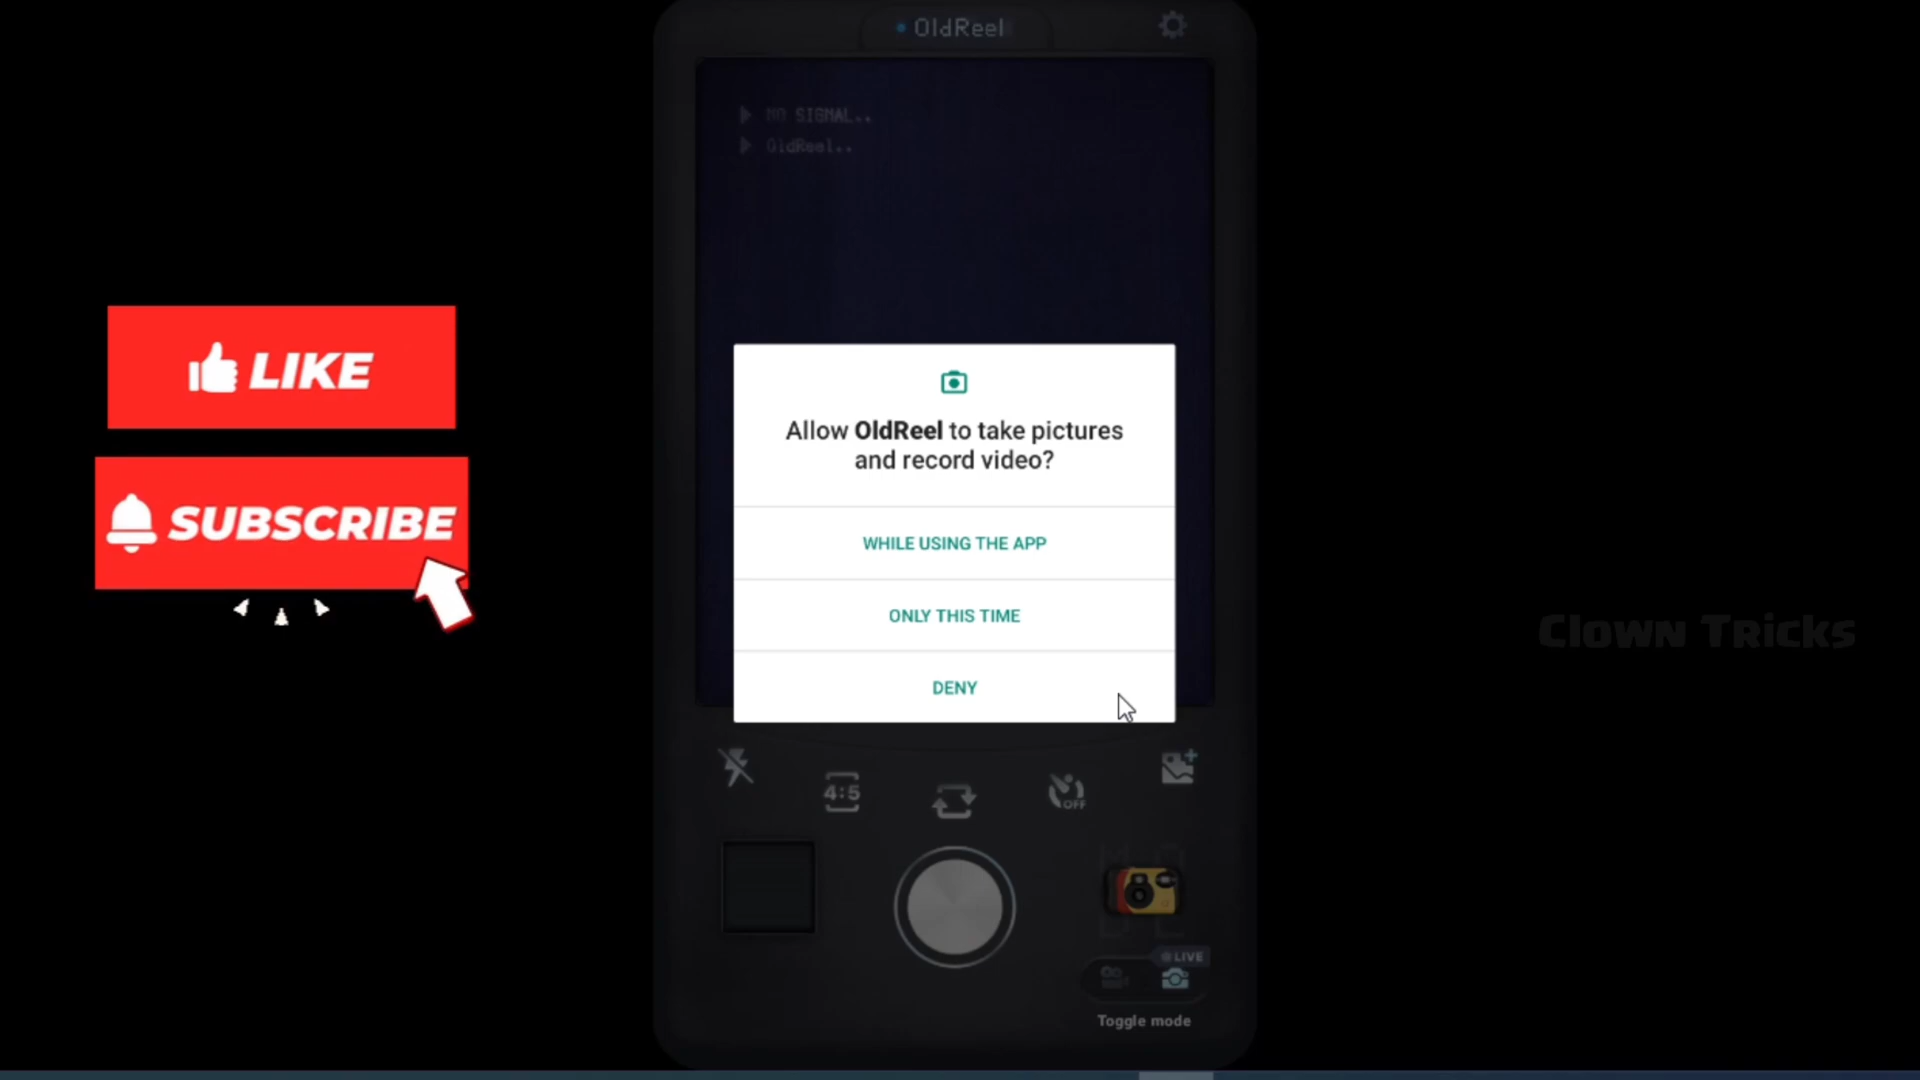 OldReel
NO SIGNAL..
OldReel..
LIKE
SUBSCRIBE
Allow OldReel to take pictures
and record video?
WHILE USING THE APP
ONLY THIS TIME
DENY
Clown Tricks
4:5
OFF
LIVE
Toggle mode